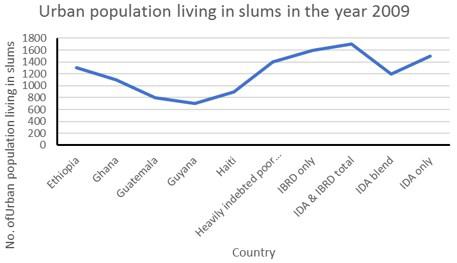 Urban population living in slums in the year 2009
No. ofUrban population living in slums
1800
1600
1400
1200
1000
800
600
400
200
0
Ethiopia
Ghana
Guatemala
Guyana
Haiti
Heavily indebted poor...
IBRD only
IDA & IBRD total
IDA blend
IDA only
Country